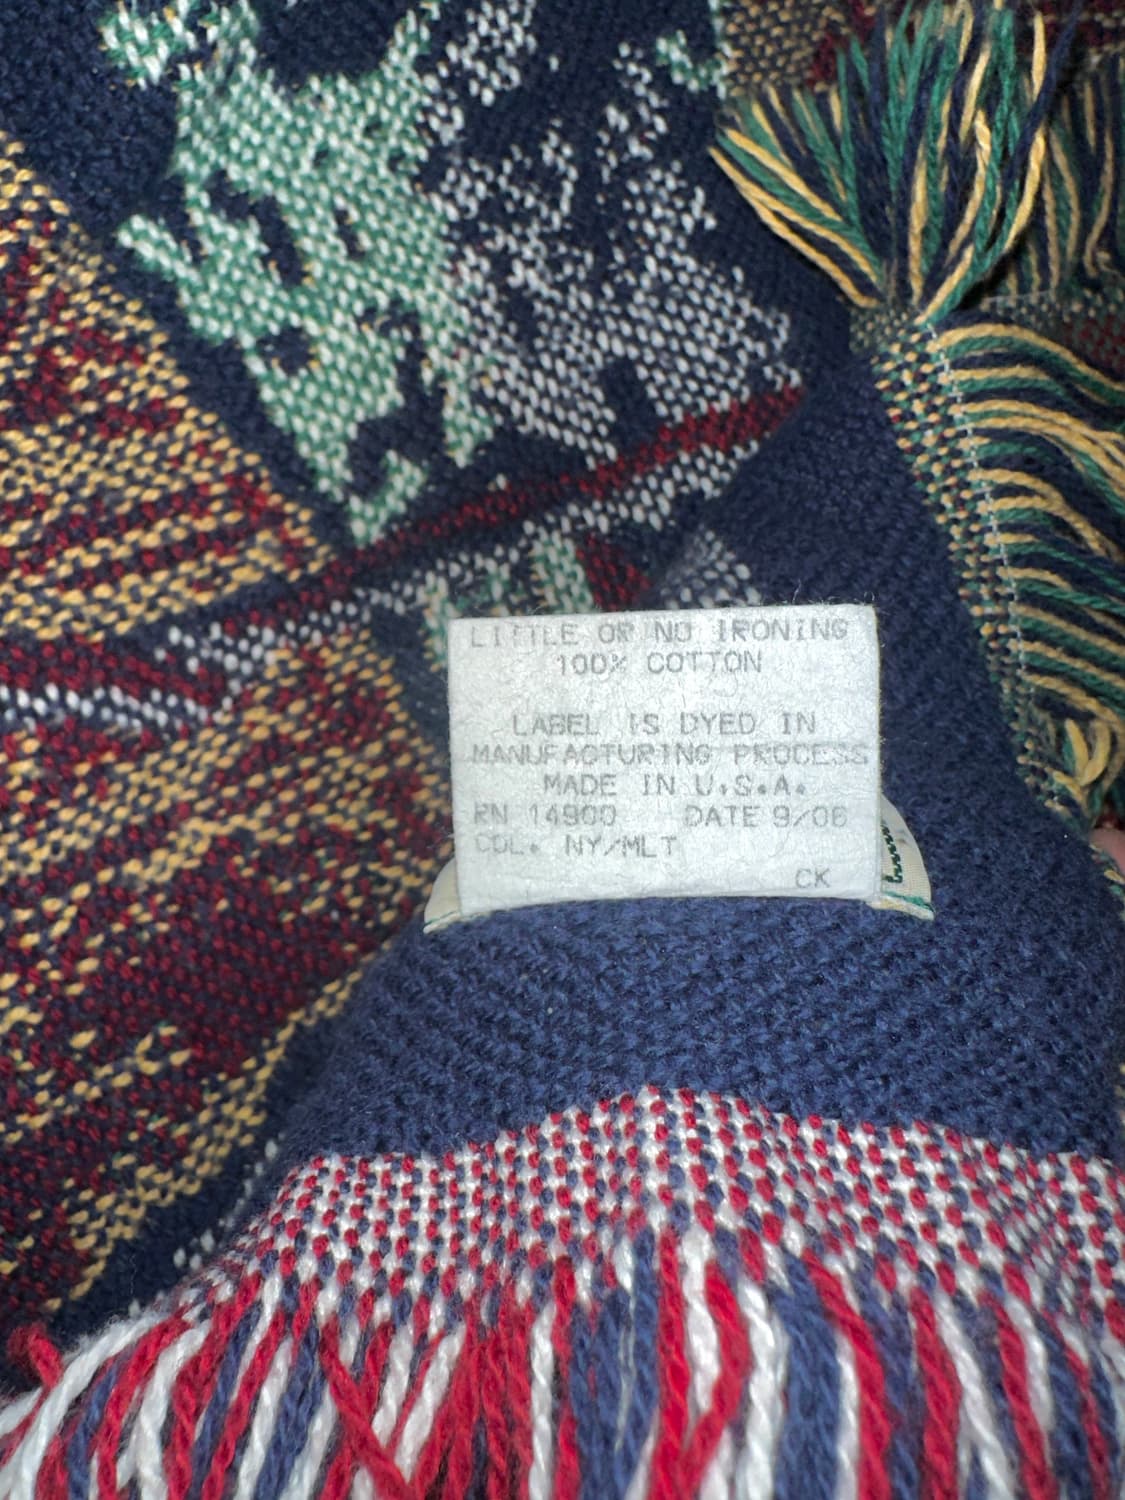 LITTLE OR NO IRONING
100% COTTON
LABEL IS DYED IN
MANUFACTURING PROCESS
MADE IN U.S.A.
RN 14900 DATE 9/06
COL. NY/MLT
CK